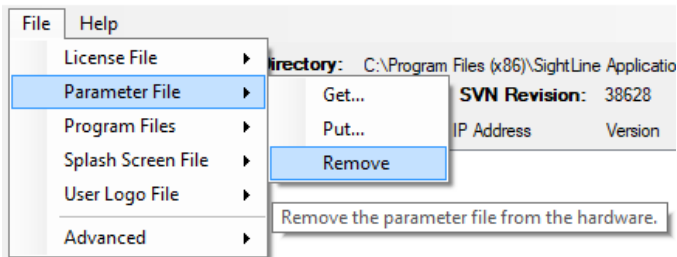 File Help
License File
Parameter File
Program Files
Splash Screen File
User Logo File
Advanced
Get...
Put...
Remove
Directory: C:\Program Files (x86)\SightLine
SVN Revision: 38628
IP Address Version
Remove the parameter file from the hardware.